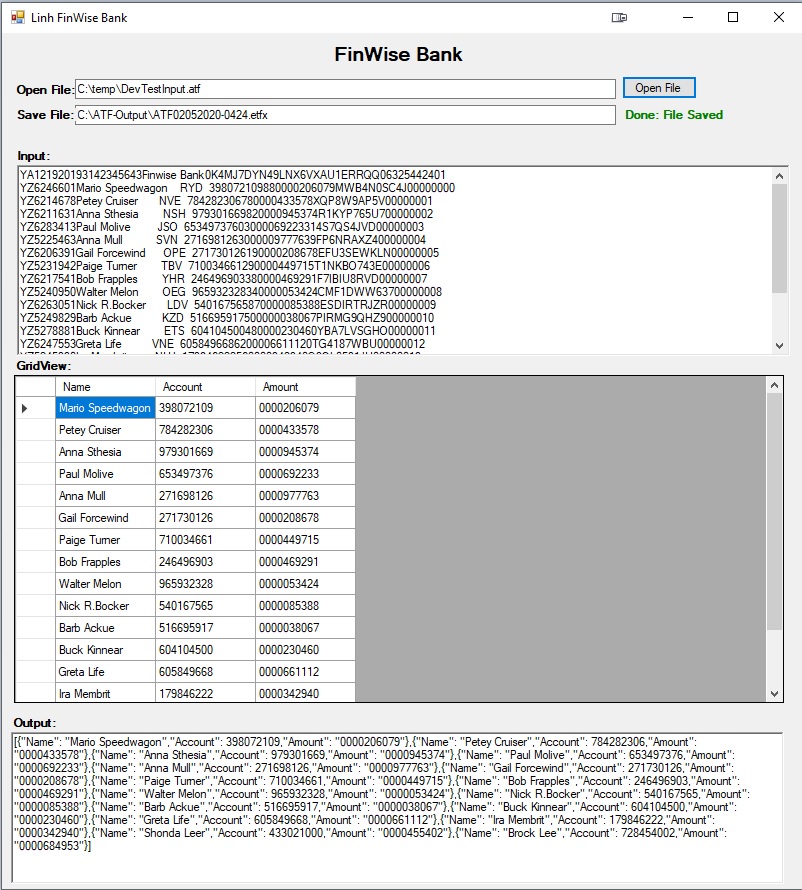 Linh FinWise Bank
FinWise Bank
Open File: C:\temp\DevTestInput.atf Open File
Save File: C:\ATF-Output\ATF02052020-0424.etfx Done: File Saved
Input:
YA121920193142345643Finwise Bank0K4MJ7DYN49LNX6VXAU1ERRQQ06325442401
YZ6246601Mario Speedwagon RYD 398072109880000206079MWB4N0SC4J00000000
YZ6214678Petey Cruiser NVE 784282306780000433578XQP8W9AP5V00000001
YZ6211631Anna Sthesia NSH 979301669820000945374R1KYP765U700000002
YZ6283413Paul Molive JSO 653497376030000692233​14S7QS4JVD00000003
YZ5225463Anna Mull SVN 271698126300000977763​9FP6NRAXZ400000004
YZ6206391Gail Forcewind OPE 271730126190000208678EFU3SEWKLN00000005
YZ5231942Paige Turner TBV 710034661290000449715T1NKBO743E00000006
YZ6217541Bob Frapples YHR 246496903380000469291F7IBIU8RVD00000007
YZ5240950Walter Melon OEG 965932328340000053424CMF1DWW63700000008
YZ6263051Nick R.Bocker LDV 540167565870000085388ESDIRTRJZR00000009
YZ5249829Barb Ackue KZD 516695917500000038067PIRMG9QHZ900000010
YZ5278881Buck Kinnear ETS 604104500480000230460YBA7LVSGHO00000011
YZ6247553Greta Life VNE 605849668620000661112​0TG4187WBU00000012
GridView:
Name Account Amount
Mario Speedwagon 398072109 0000206079
Petey Cruiser 784282306 0000433578
Anna Sthesia 979301669 0000945374
Paul Molive 653497376 0000692233
Anna Mull 271698126 0000977763
Gail Forcewind 271730126 0000208678
Paige Turner 710034661 0000449715
Bob Frapples 246496903 0000469291
Walter Melon 965932328 0000053424
Nick R.Bocker 540167565 0000085388
Barb Ackue 516695917 0000038067
Buck Kinnear 604104500 0000230460
Greta Life 605849668 0000661112
Ira Membrit 179846222 0000342940
Output:
[{"Name": "Mario Speedwagon","Account": 398072109,"Amount": "0000206079"},{"Name": "Petey Cruiser","Account": 784282306,"Amount":
"0000433578"},{"Name": "Anna Sthesia","Account": 979301669,"Amount": "0000945374"},{"Name": "Paul Molive","Account": 653497376,"Amount":
"0000692233"},{"Name": "Anna Mull","Account": 271698126,"Amount": "0000977763"},{"Name": "Gail Forcewind","Account": 271730126,"Amount":
"0000208678"},{"Name": "Paige Turner","Account": 710034661,"Amount": "0000449715"},{"Name": "Bob Frapples","Account": 246496903,"Amount":
"0000469291"},{"Name": "Walter Melon","Account": 965932328,"Amount": "0000053424"},{"Name": "Nick R.Bocker","Account": 540167565,"Amount":
"0000085388"},{"Name": "Barb Ackue","Account": 516695917,"Amount": "0000038067"},{"Name": "Buck Kinnear","Account": 604104500,"Amount":
"0000230460"},{"Name": "Greta Life","Account": 605849668,"Amount": "0000661112"},{"Name": "Ira Membrit","Account": 179846222,"Amount":
"0000342940"},{"Name": "Shonda Leer","Account": 433021000,"Amount": "0000455402"},{"Name": "Brock Lee","Account": 728454002,"Amount":
"0000684953"}]